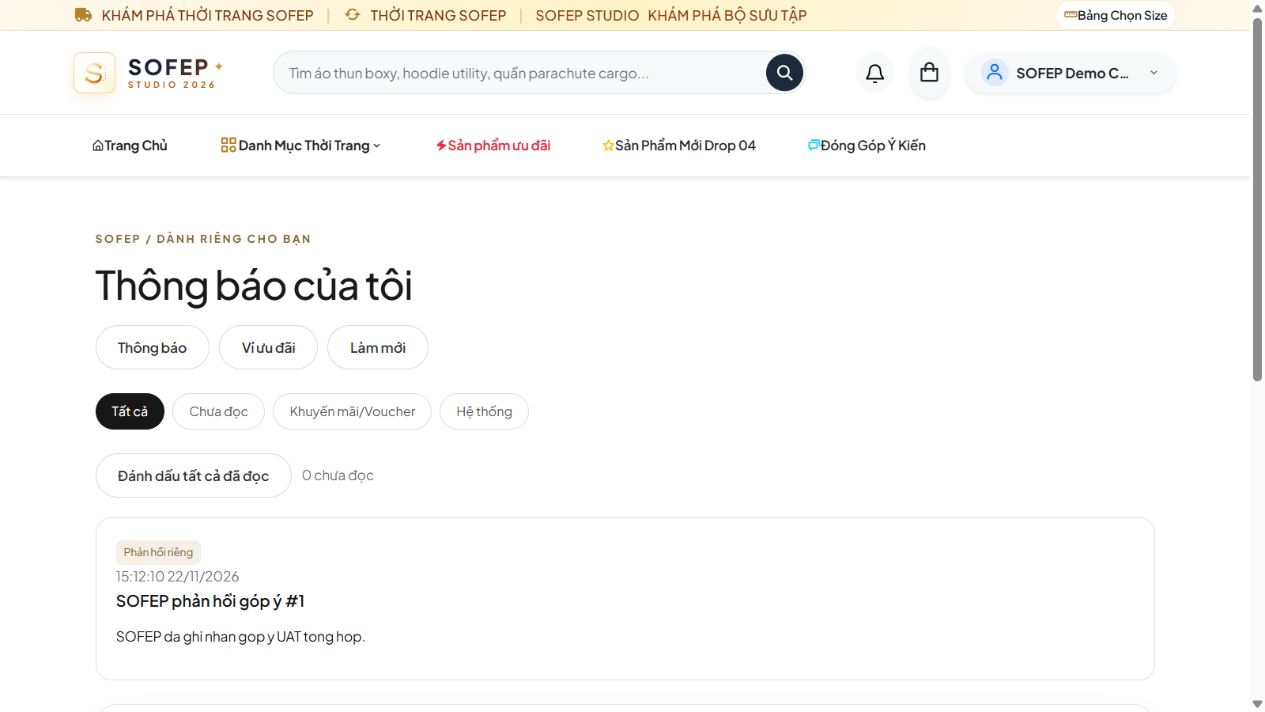 KHÁM PHÁ THỜI TRANG SOFEP | THỜI TRANG SOFEP | SOFEP STUDIO KHÁM PHÁ BỘ SƯU TẬP
Bảng Chọn Size
S SOFEP
STUDIO 2026
Tìm áo thun boxy, hoodie utility, quần parachute cargo...
SOFEP Demo C...
Trang Chủ
Danh Mục Thời Trang
Sản phẩm ưu đãi
Sản Phẩm Mới Drop 04
Đóng Góp Ý Kiến
SOFEP / DÀNH RIÊNG CHO BẠN
Thông báo của tôi
Thông báo
Ví ưu đãi
Làm mới
Tất cả
Chưa đọc
Khuyến mãi/Voucher
Hệ thống
Đánh dấu tất cả đã đọc
0 chưa đọc
Phản hồi riêng
15:12:10 22/11/2026
SOFEP phản hồi góp ý #1
SOFEP da ghi nhan gop y UAT tong hop.